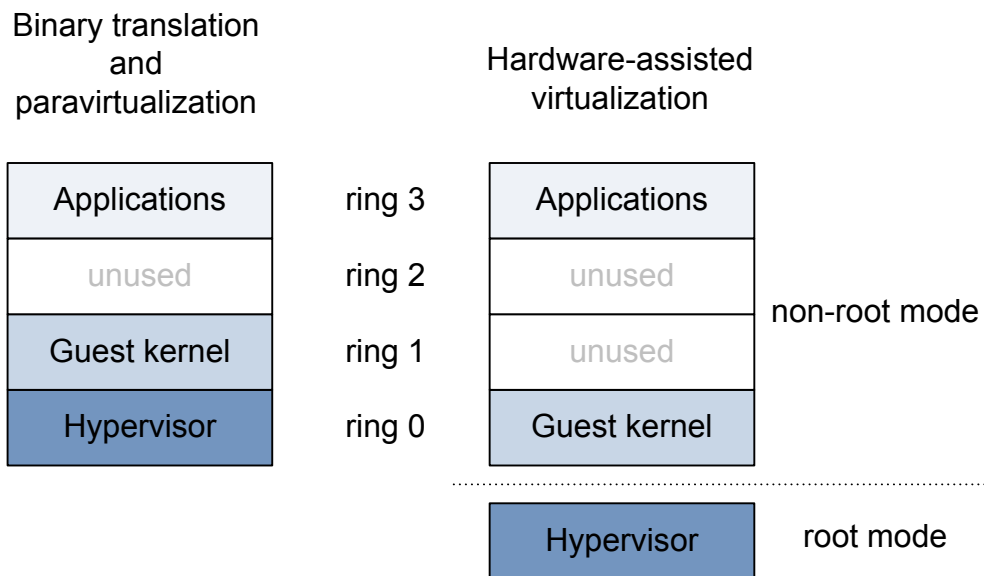 Binary translation
and
paravirtualization
Hardware-assisted
virtualization
Applications
ring 3
Applications
unused
ring 2
unused
non-root mode
Guest kernel
ring 1
unused
Hypervisor
ring 0
Guest kernel
Hypervisor
root mode